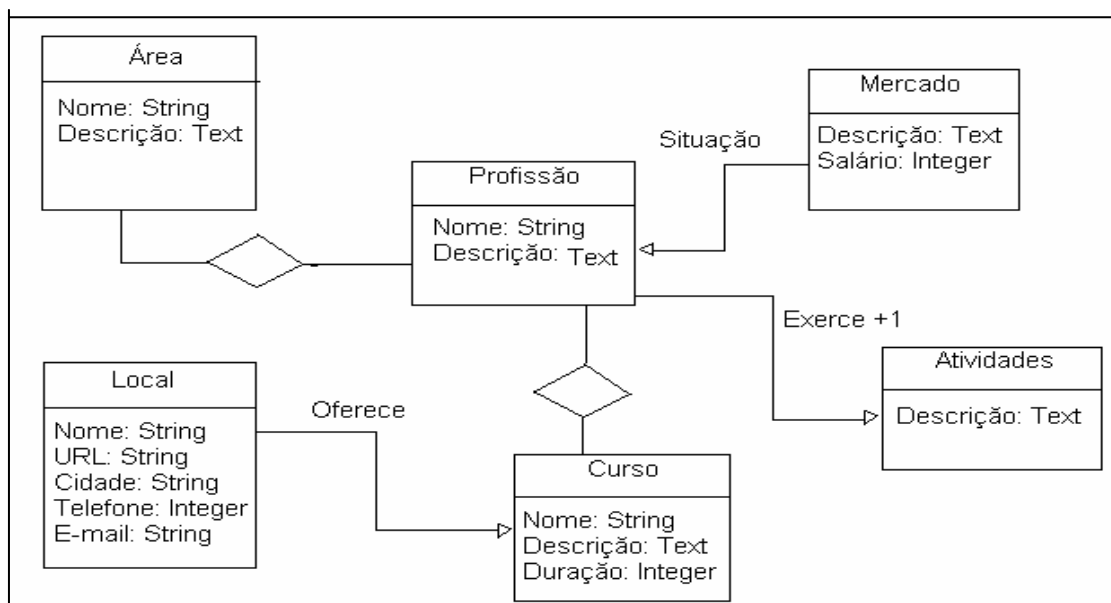 Área
Nome: String
Descrição: Text
Mercado
Descrição: Text
Salário: Integer
Situação
Profissão
Nome: String
Descrição: Text
Exerce +1
Atividades
Descrição: Text
Local
Nome: String
URL: String
Cidade: String
Telefone: Integer
E-mail: String
Oferece
Curso
Nome: String
Descrição: Text
Duração: Integer